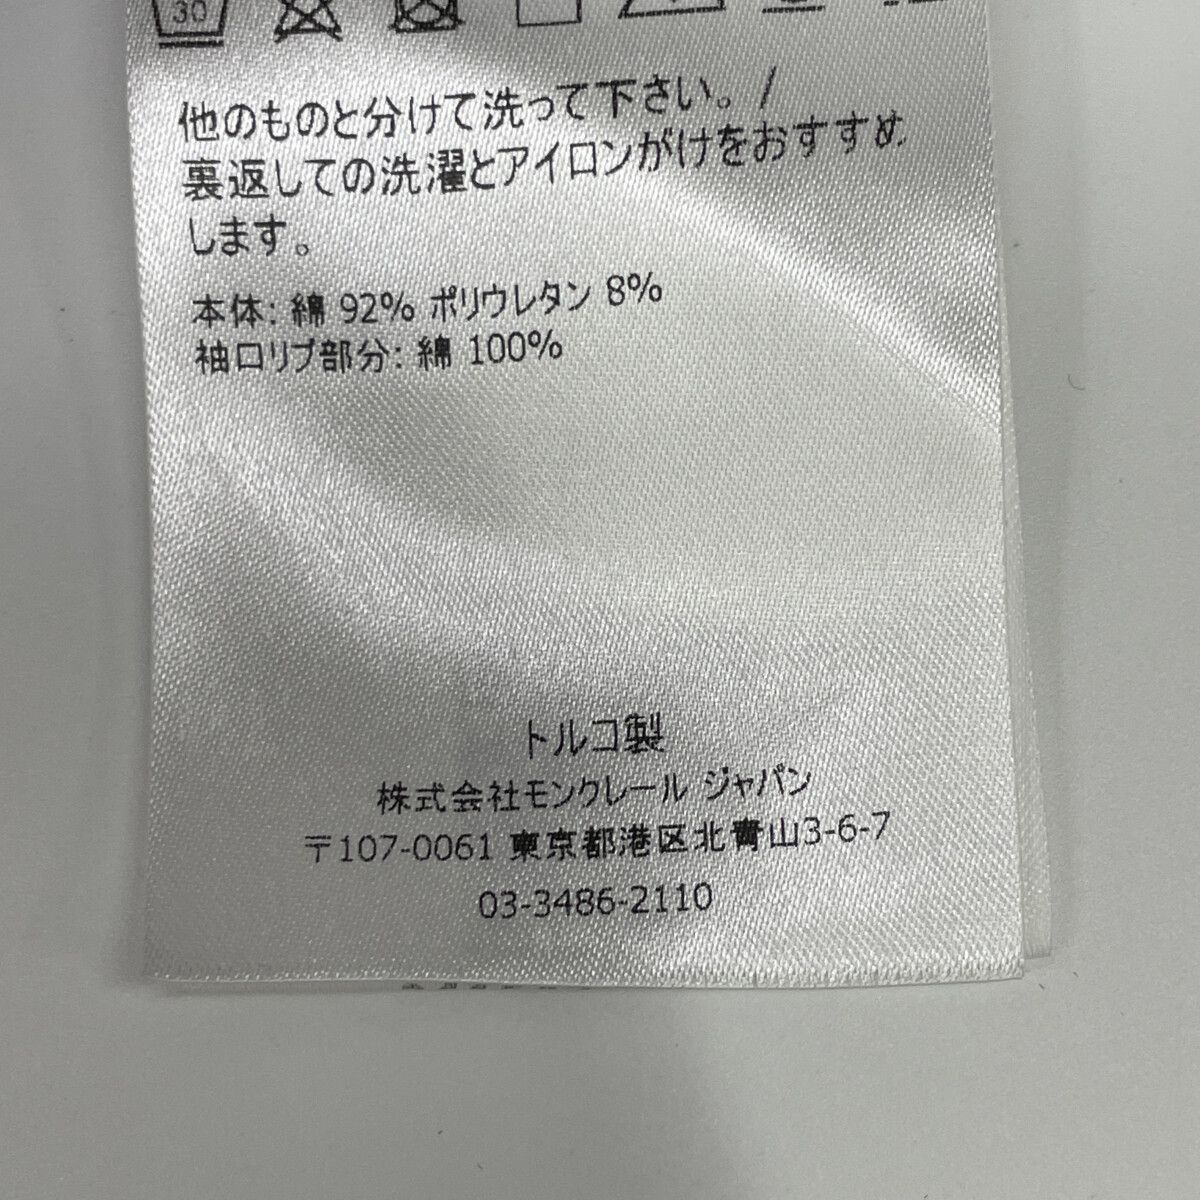 30
他のものと分けて洗って下さい。/
裏返しての洗濯とアイロンがけをおすすめ
します。
本体: 綿 92% ポリウレタン 8%
袖口リブ部分: 綿 100%
トルコ製
株式会社モンクレール ジャパン
〒107-0061 東京都港区北青山3-6-7
03-3486-2110